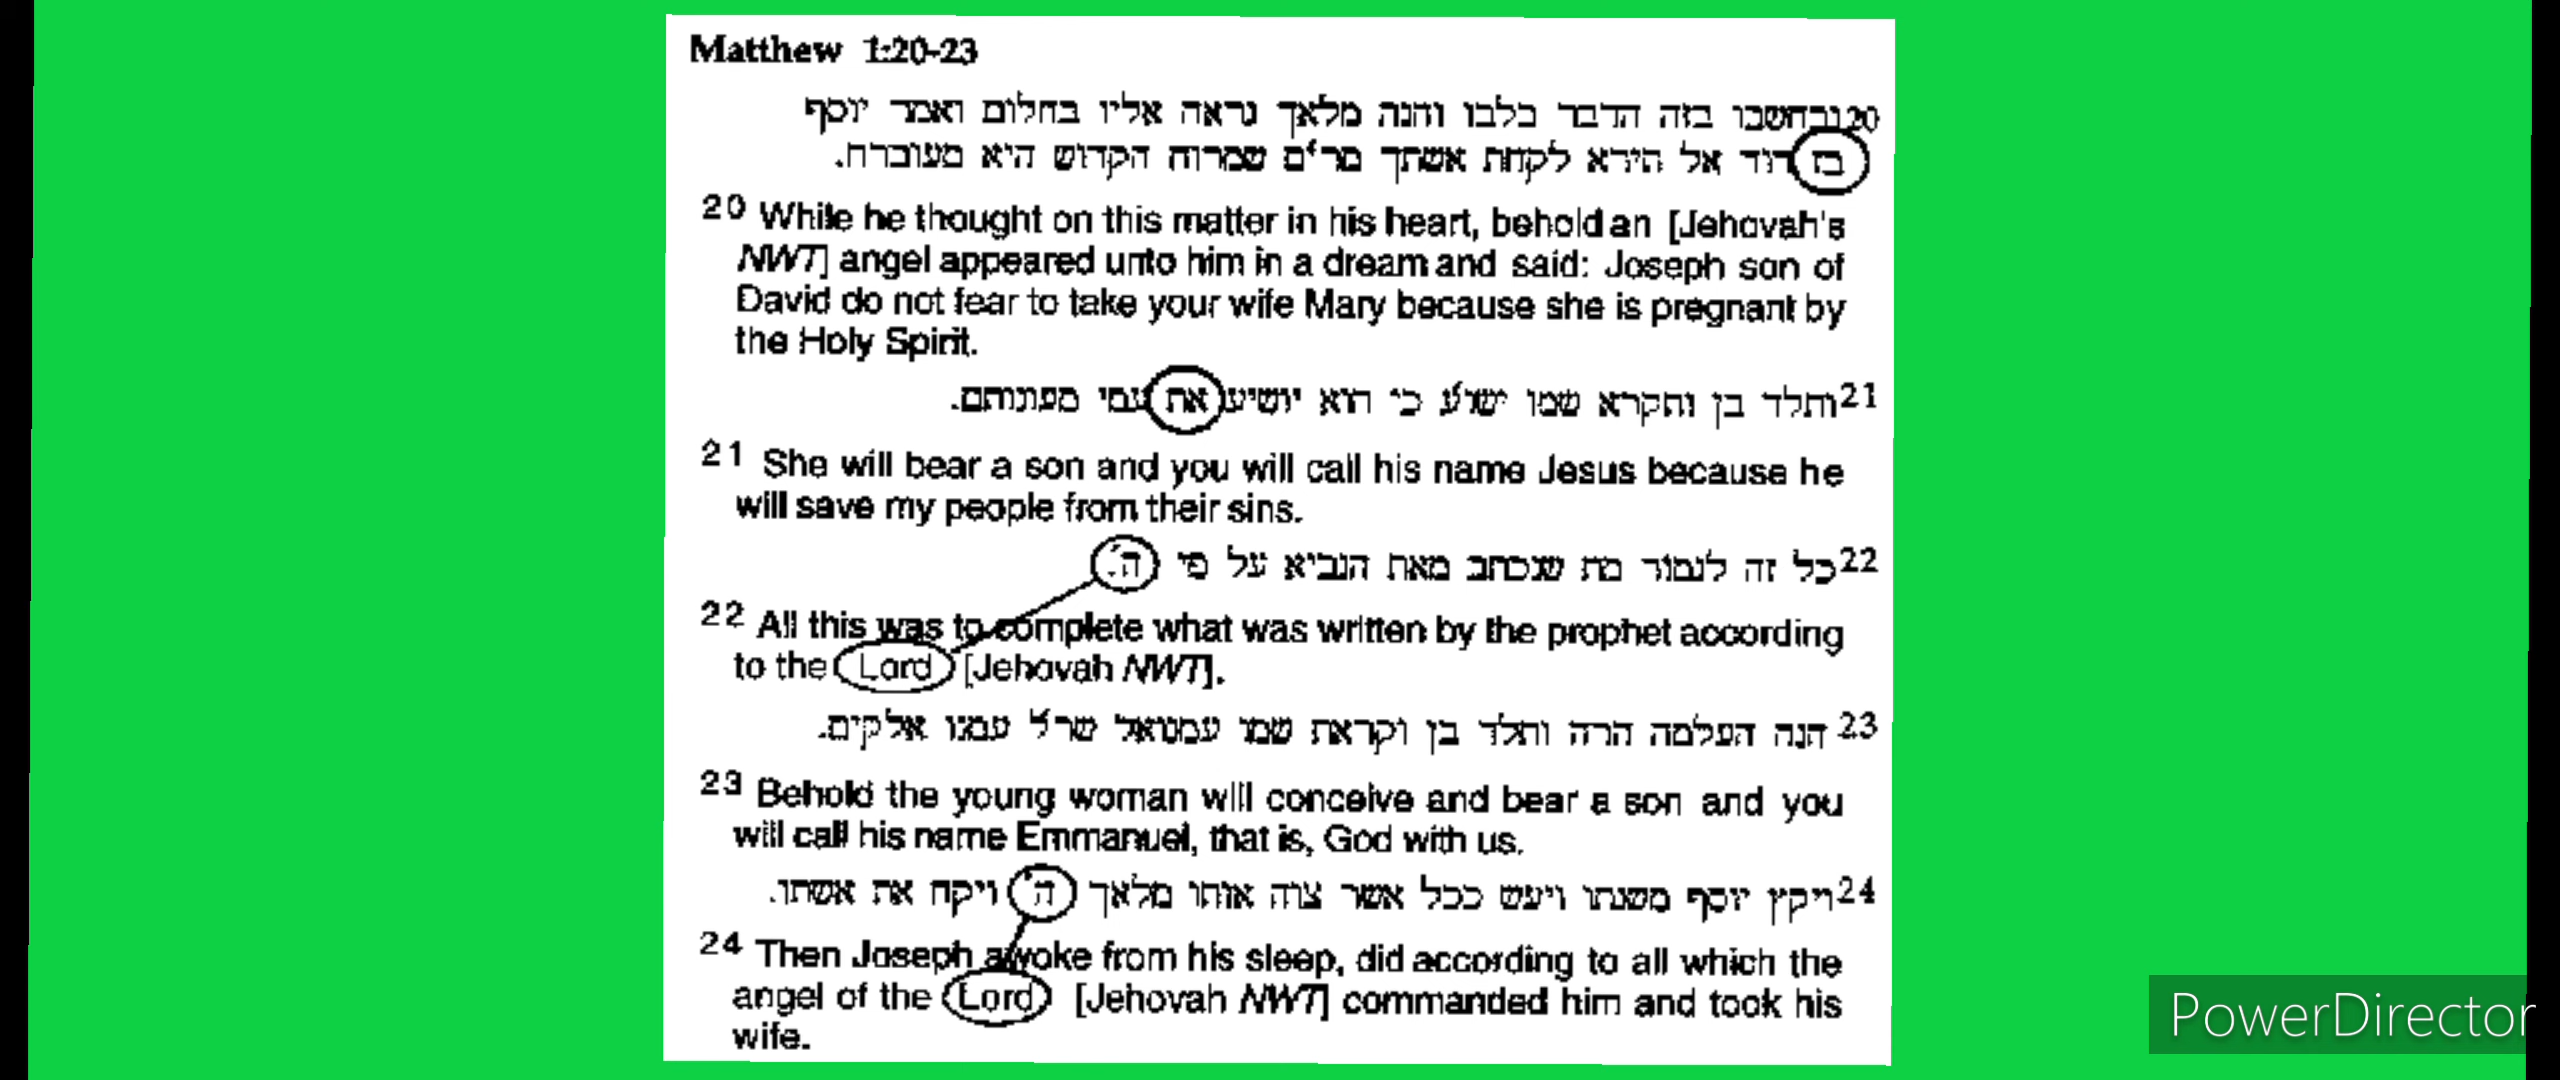 Matthew 1:20-23
20ובחשבו בזה הדבר בלבו והנה מלאך נראה אליו בחלום ואמר יוסף
בן דוד אל תירא לקחת אשתך מר׳ם שמרוח הקדוש היא מעוברת.
20 While he thought on this matter in his heart, behold an [Jehovah's
NWT] angel appeared unto him in a dream and said: Joseph son of
David do not fear to take your wife Mary because she is pregnant by
the Holy Spirit.
21ותלד בן ותקרא שמו ישו׳ע כי הוא יושיע את עמי מעונותם.
21 She will bear a son and you will call his name Jesus because he
will save my people from their sins.
22כל זה לגמור מה שנכתב מאת הנביא על פי ה׳.
22 All this was to complete what was written by the prophet according
to the Lord [Jehovah NWT].
23 הנה העלמה הרה ותלד בן וקראת שמו עמנואל שר״ל עמנו אלקים.
23 Behold the young woman will conceive and bear a son and you
will call his name Emmanuel, that is, God with us.
24ויקץ יוסף משנתו ויעש ככל אשר צוה אותו מלאך ה׳ ויקח את אשתו.
24 Then Joseph awoke from his sleep, did according to all which the
angel of the Lord [Jehovah NWT] commanded him and took his
wife.
PowerDirector